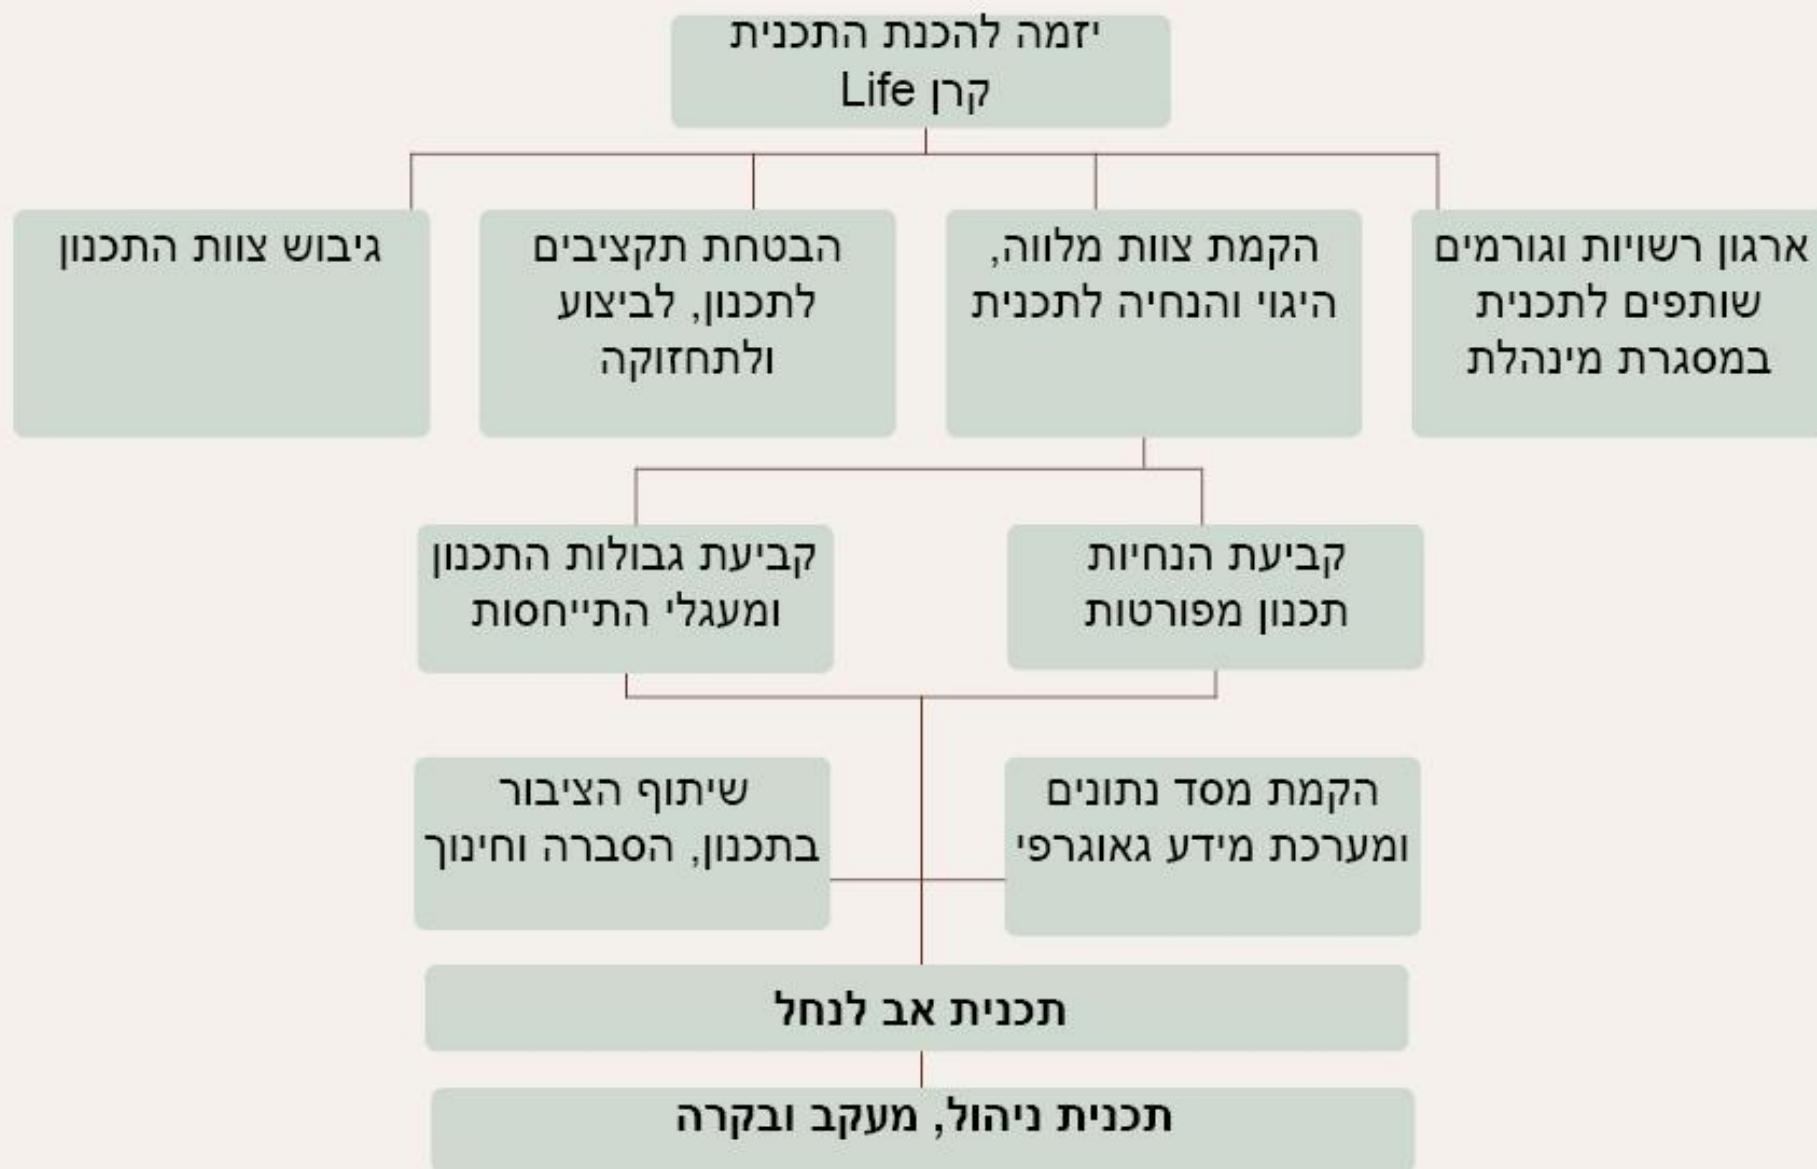 יזמה להכנת התכנית
קרן Life
ארגון רשויות וגורמים
שותפים לתכנית
במסגרת מינהלת
הקמת צוות מלווה,
היגוי והנחיה לתכנית
הבטחת תקציבים
לתכנון, לביצוע
ולתחזוקה
גיבוש צוות התכנון
קביעת הנחיות
תכנון מפורטות
קביעת גבולות התכנון
ומעגלי התייחסות
הקמת מסד נתונים
ומערכת מידע גאוגרפי
שיתוף הציבור
בתכנון, הסברה וחינוך
תכנית אב לנחל
תכנית ניהול, מעקב ובקרה